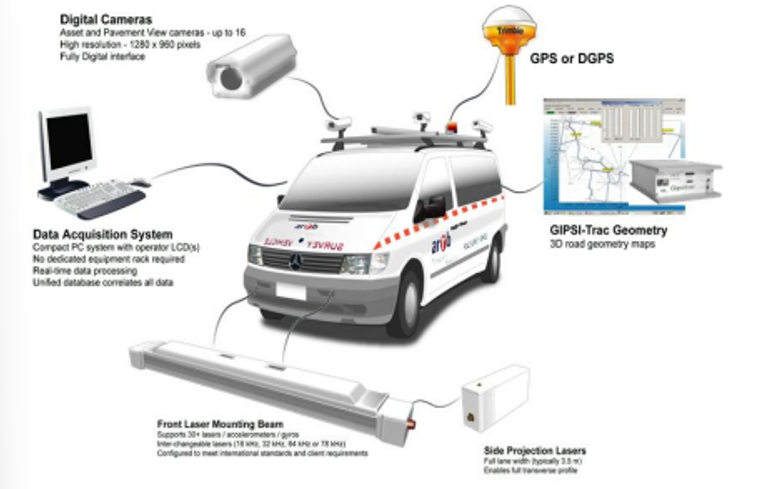 Digital Cameras
Asset and Pavement View cameras - up to 16
High resolution - 1280 x 960 pixels
Fully Digital interface
Trimble
GPS or DGPS
Data Acquisition System
Compact PC system with operator LCD(s)
No dedicated equipment rack required
Real-time data processing
Unified database correlates all data
GIPSI-Trac Geometry
3D road geometry maps
arrb
SURVEY VEHICLE
arrb
Front Laser Mounting Beam
Supports 30+ lasers / accelerometers / gyros
Inter-changeable lasers (16 kHz, 32 kHz, 64 kHz or 78 kHz)
Configured to meet international standards and client requirements
Side Projection Lasers
Full lane width (typically 3.5 m)
Enables full transverse profile